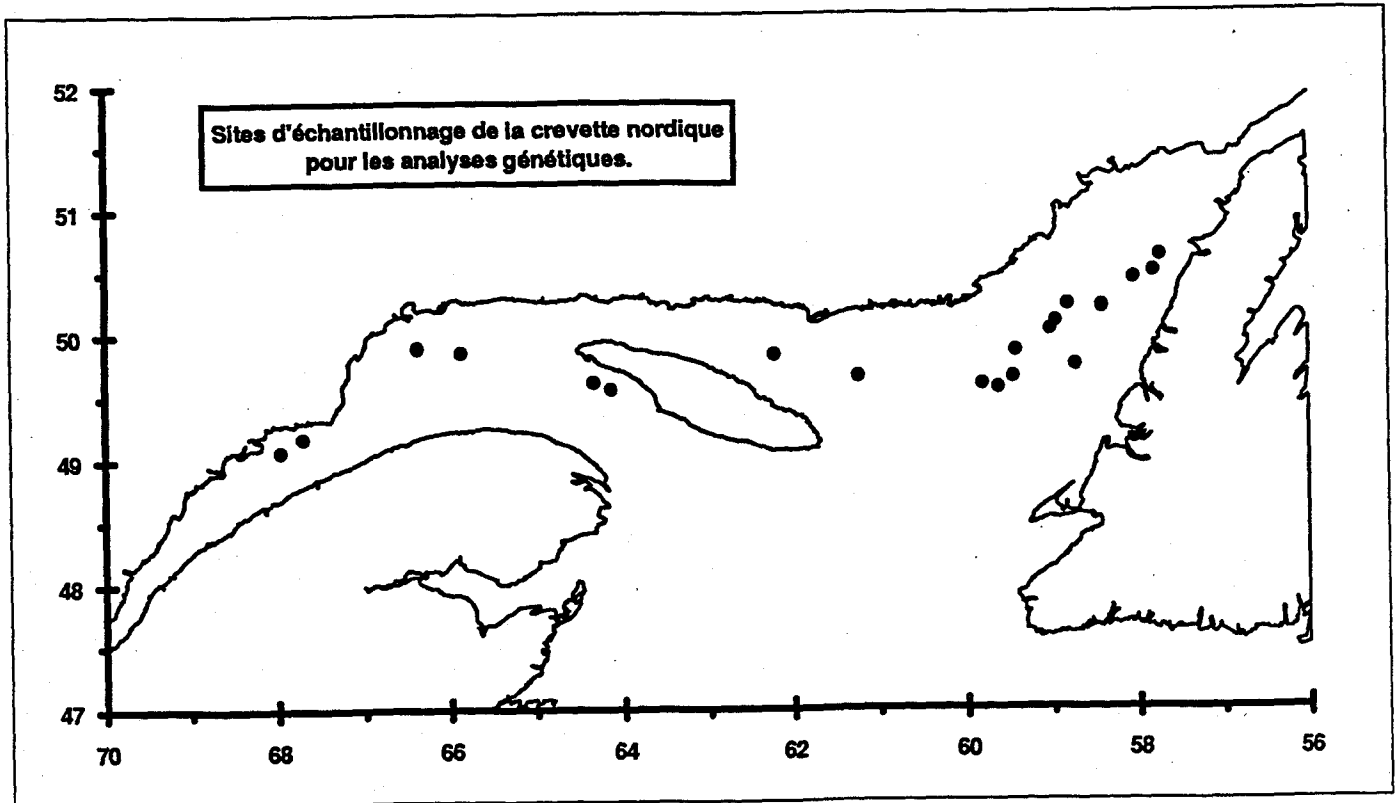 Sites d'échantillonnage de la crevette nordique
pour les analyses génétiques.
52
51
50
49
48
47
70 68 66 64 62 60 58 56